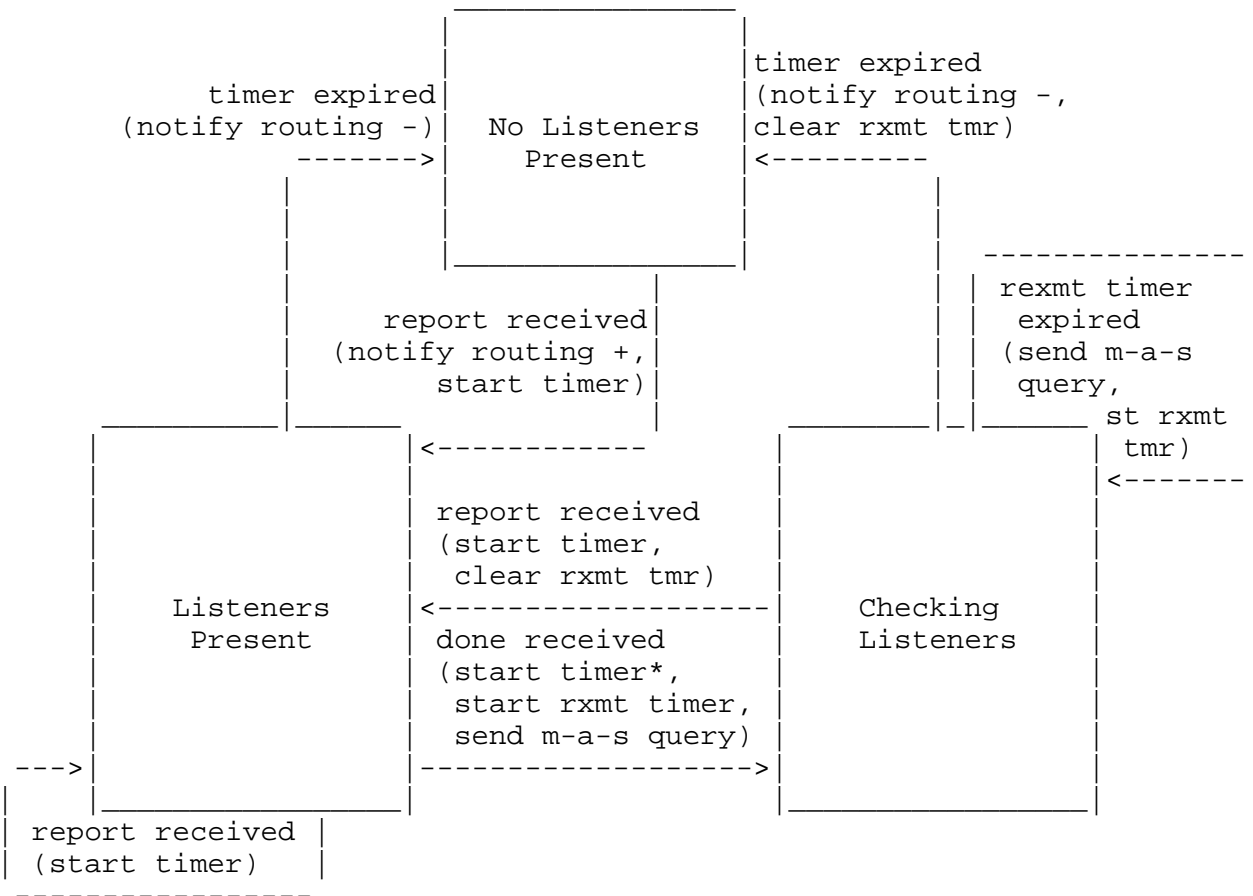 timer expired
(notify routing -)
No Listeners
Present
timer expired
(notify routing -,
clear rxmt tmr)
report received
(notify routing +,
start timer)
rexmt timer
expired
(send m-a-s
query,
st rxmt
tmr)
Listeners
Present
report received
(start timer,
clear rxmt tmr)
done received
(start timer*,
start rxmt timer,
send m-a-s query)
Checking
Listeners
report received
(start timer)